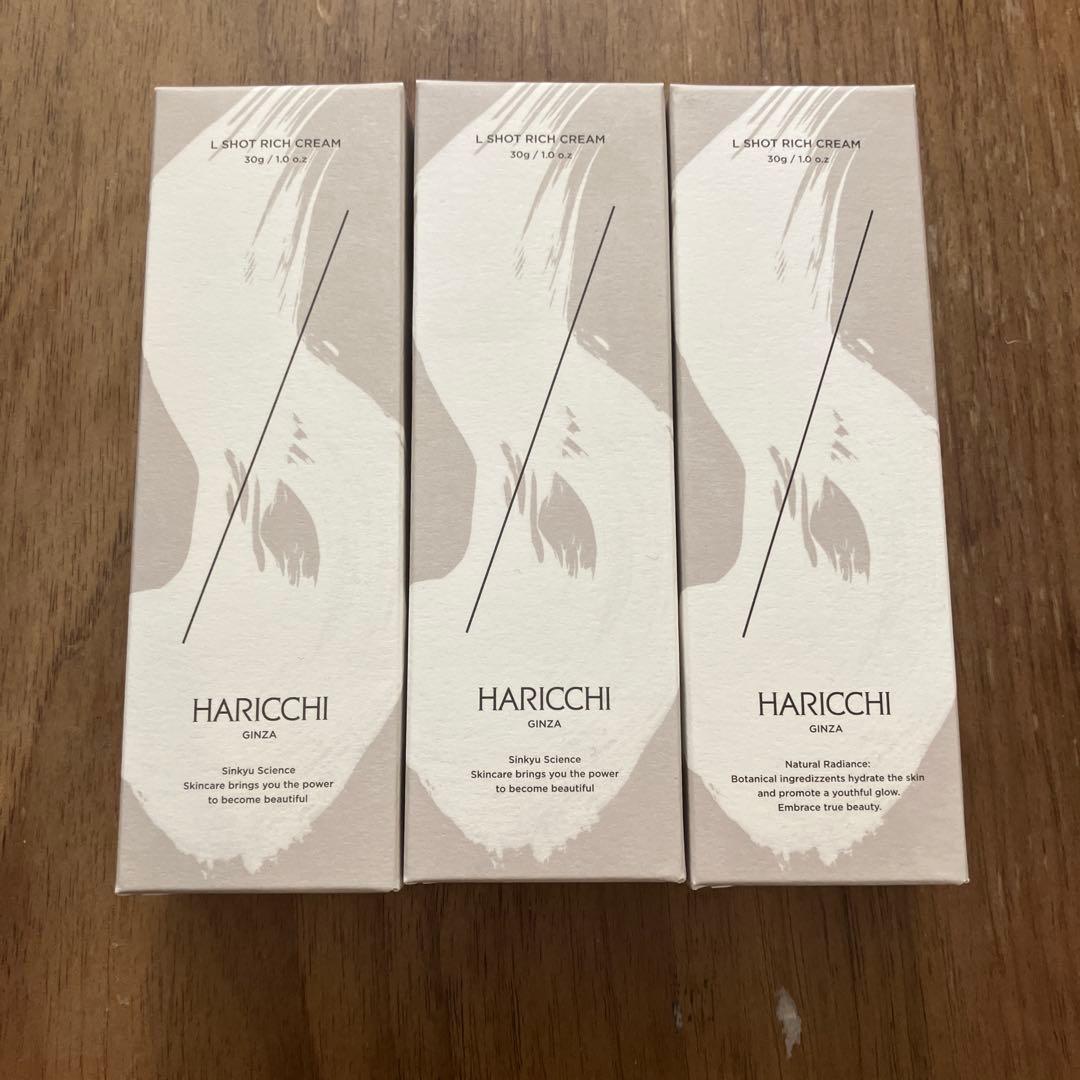 L SHOT RICH CREAM
30g / 1.0 o.z
HARICCHI
GINZA
Sinkyu Science
Skincare brings you the power
to become beautiful
L SHOT RICH CREAM
30g / 1.0 o.z
HARICCHI
GINZA
Sinkyu Science
Skincare brings you the power
to become beautiful
L SHOT RICH CREAM
30g / 1.0 o.z
HARICCHI
GINZA
Natural Radiance:
Botanical ingredizzents hydrate the skin
and promote a youthful glow.
Embrace true beauty.